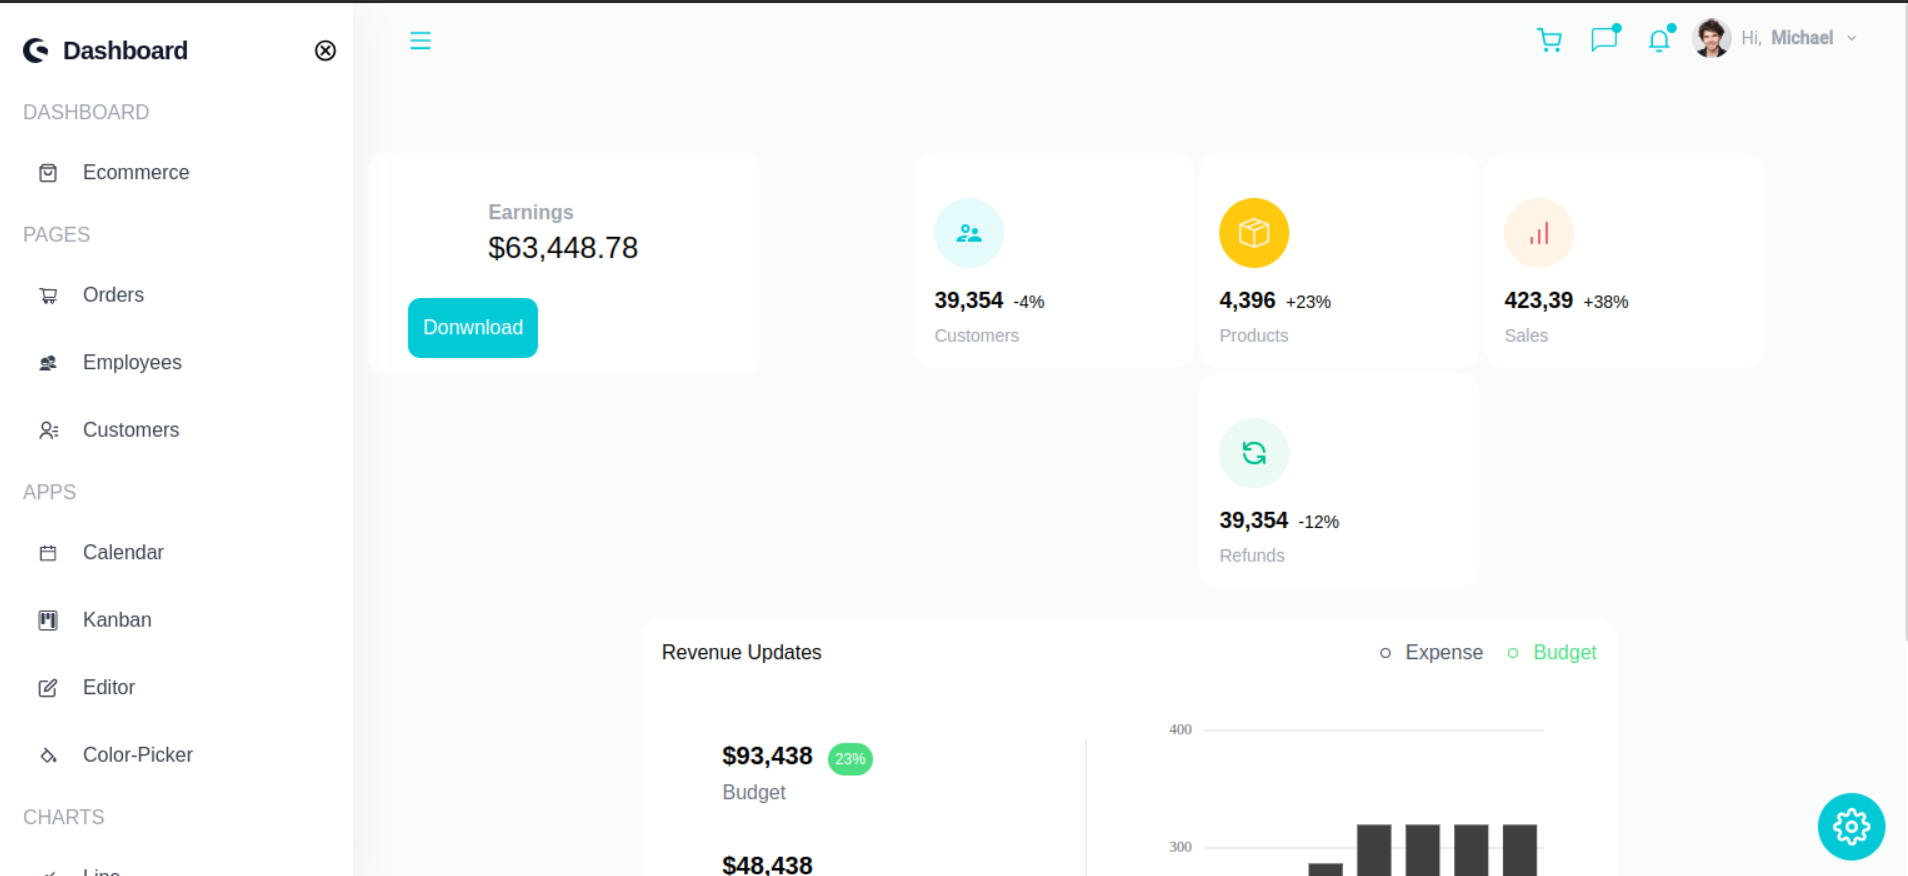 Dashboard
DASHBOARD
Ecommerce
PAGES
Orders
Employees
Customers
APPS
Calendar
Kanban
Editor
Color-Picker
CHARTS
Line
Hi, Michael
Earnings
$63,448.78
Donwnload
39,354 -4%
Customers
4,396 +23%
Products
423,39 +38%
Sales
39,354 -12%
Refunds
Revenue Updates
Expense
Budget
$93,438 23%
Budget
$48,438
400
300